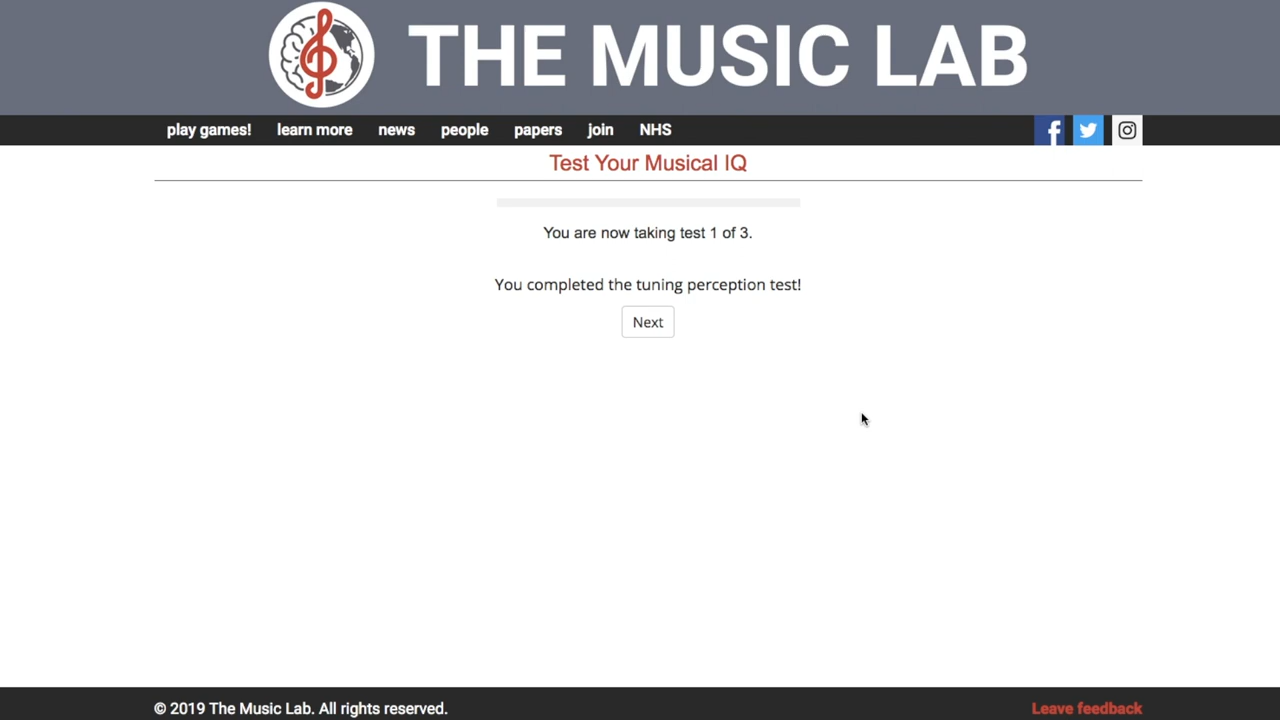 THE MUSIC LAB
play games! learn more news people papers join NHS
Test Your Musical IQ
You are now taking test 1 of 3.
You completed the tuning perception test!
Next
© 2019 The Music Lab. All rights reserved. Leave feedback